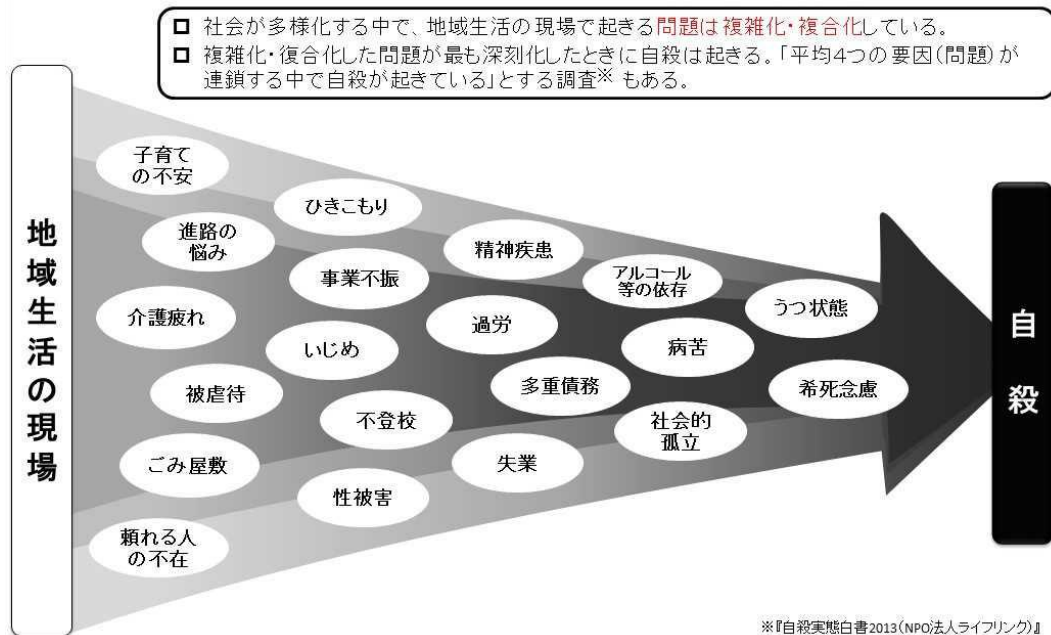 □ 社会が多様化する中で、地域生活の現場で起きる問題は複雑化・複合化している。
□ 複雑化・復合化した問題が最も深刻化したときに自殺は起きる。「平均4つの要因(問題)が
連鎖する中で自殺が起きている」とする調査※ もある。
地域生活の現場
子育て
の不安
進路の
悩み
介護疲れ
被虐待
ごみ屋敷
頼れる人
の不在
ひきこもり
事業不振
いじめ
不登校
性被害
精神疾患
過労
多重債務
失業
アルコール
等の依存
病苦
社会的
孤立
うつ状態
希死念慮
自殺
※『自殺実態白書2013(NPO法人ライフリンク)』